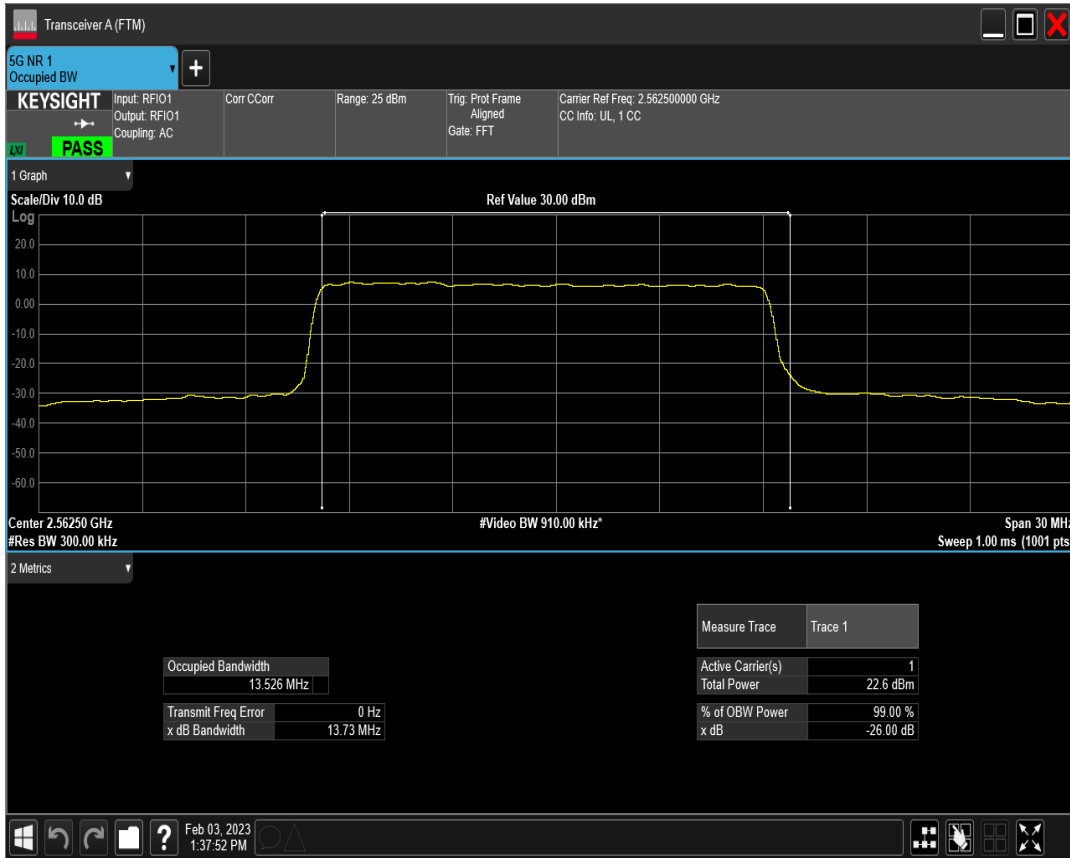 Transceiver A (FTM)
5G NR 1
Occupied BW
+
KEYSIGHT
LXI
PASS
Input: RFIO1
Output: RFIO1
Coupling: AC
Corr CCorr
Range: 25 dBm
Trig: Prot Frame
Aligned
Gate: FFT
Carrier Ref Freq: 2.562500000 GHz
CC Info: UL, 1 CC
1 Graph
Scale/Div 10.0 dB
Ref Value 30.00 dBm
Log
20.0
10.0
0.00
-10.0
-20.0
-30.0
-40.0
-50.0
-60.0
Center 2.56250 GHz
#Video BW 910.00 kHz*
Span 30 MHz
#Res BW 300.00 kHz
Sweep 1.00 ms (1001 pts
2 Metrics
Measure Trace Trace 1
Occupied Bandwidth
13.526 MHz
Active Carrier(s) 1
Total Power 22.6 dBm
Transmit Freq Error 0 Hz
x dB Bandwidth 13.73 MHz
% of OBW Power 99.00 %
x dB -26.00 dB
?
Feb 03, 2023
1:37:52 PM